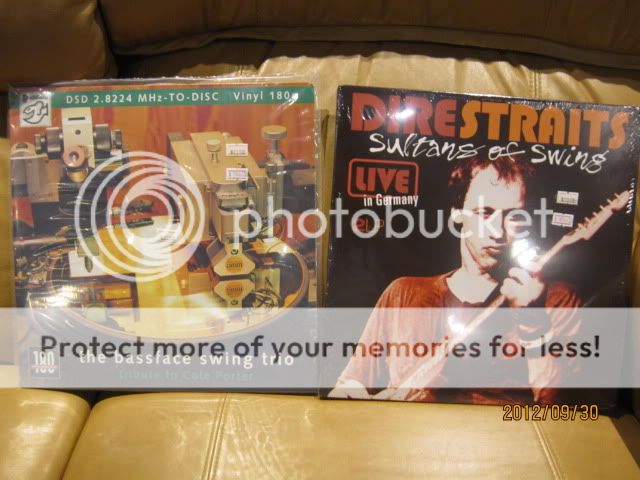 DSD 2.8224 MHz-TO-DISC Vinyl 180g
180
the bassface swing trio
tribute to Cole Porter
DIRE STRAITS
Sultans of Swing
LIVE
in Germany
photobucket
Protect more of your memories for less!
2012/09/30